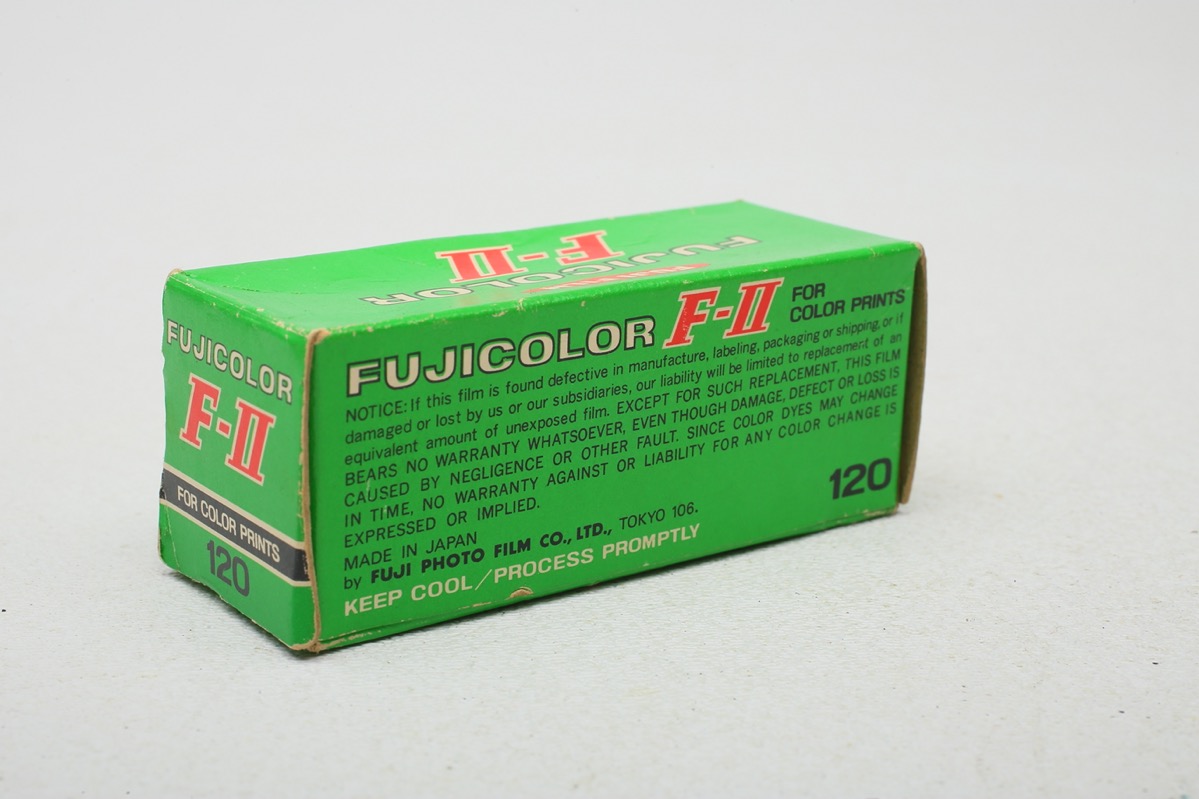 F-II
FUJICOLOR
FUJICOLOR
F-II
FOR COLOR PRINTS
120
FUJICOLOR F-II FOR COLOR PRINTS
NOTICE: If this film is found defective in manufacture, labeling, packaging or shipping, or if
damaged or lost by us or our subsidiaries, our liability will be limited to replacement of an
equivalent amount of unexposed film. EXCEPT FOR SUCH REPLACEMENT, THIS FILM
BEARS NO WARRANTY WHATSOEVER, EVEN THOUGH DAMAGE, DEFECT OR LOSS IS
CAUSED BY NEGLIGENCE OR OTHER FAULT. SINCE COLOR DYES MAY CHANGE
IN TIME, NO WARRANTY AGAINST OR LIABILITY FOR ANY COLOR CHANGE IS
EXPRESSED OR IMPLIED.
MADE IN JAPAN
by FUJI PHOTO FILM CO., LTD., TOKYO 106.
KEEP COOL/PROCESS PROMPTLY
120